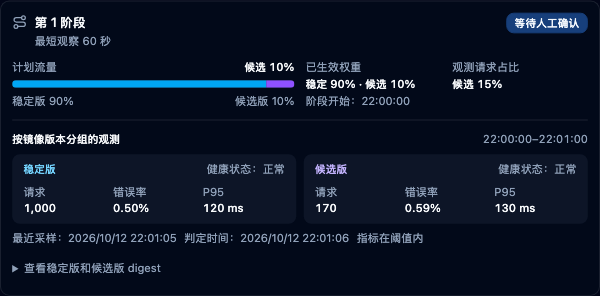 第 1 阶段
等待人工确认
最短观察 60 秒
计划流量
候选 10%
稳定版 90%
候选版 10%
已生效权重
稳定 90% · 候选 10%
阶段开始：22:00:00
观测请求占比
候选 15%
按镜像版本分组的观测
22:00:00–22:01:00
稳定版
健康状态：正常
请求
错误率
P95
1,000
0.50%
120 ms
候选版
健康状态：正常
请求
错误率
P95
170
0.59%
130 ms
最近采样：2026/10/12 22:01:05 判定时间：2026/10/12 22:01:06 指标在阈值内
查看稳定版和候选版 digest